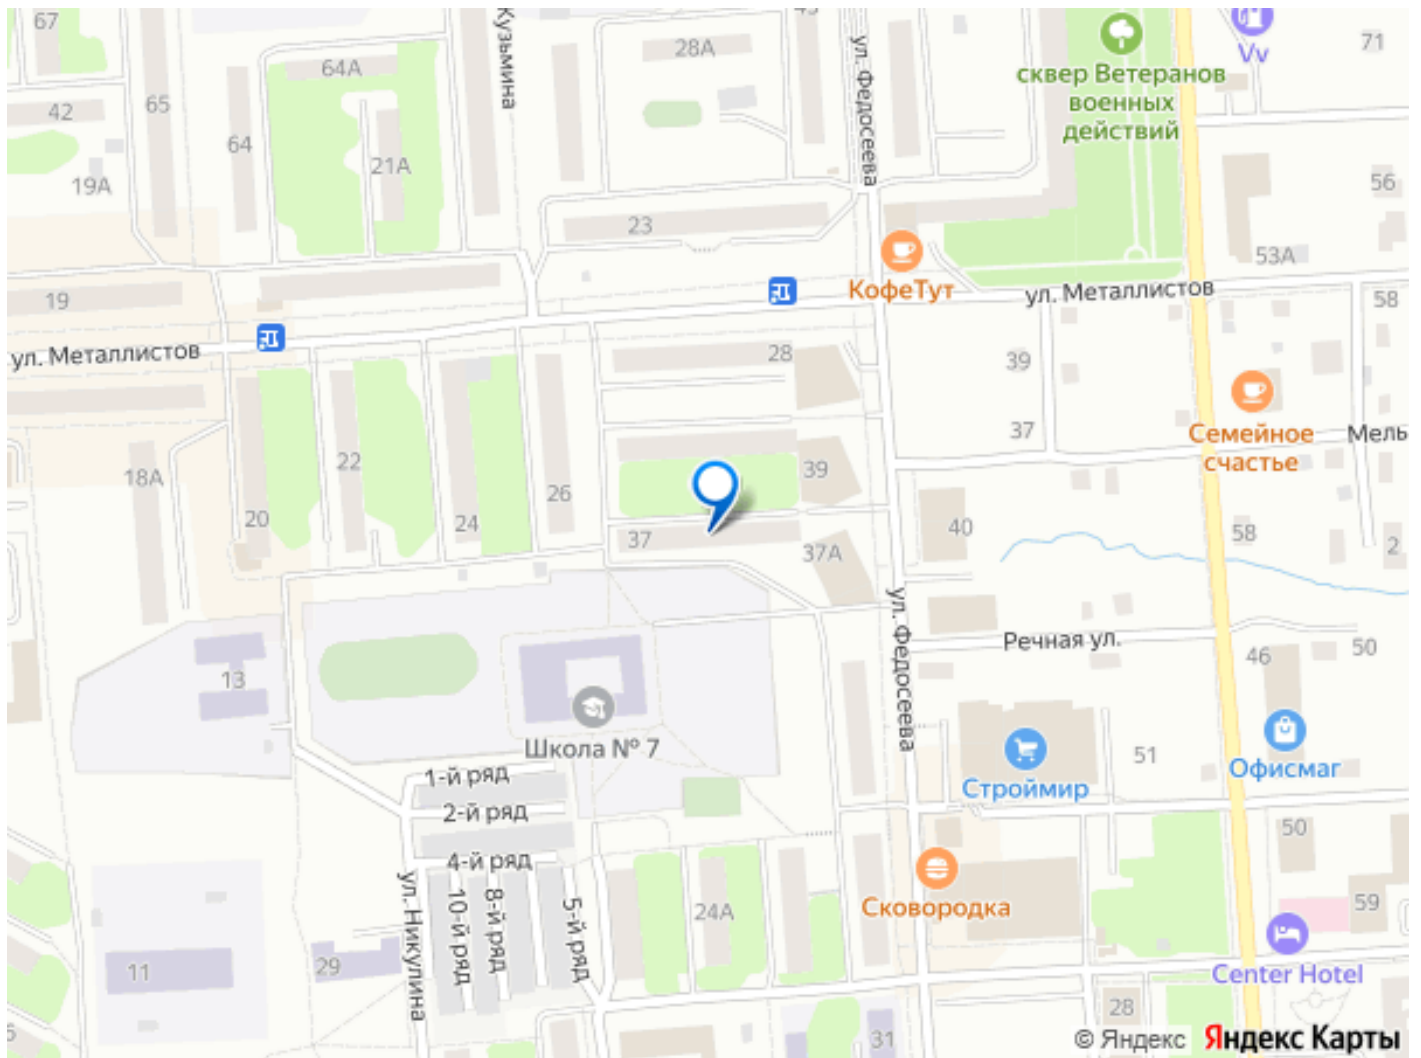 67
Кузьмина
45
ул. Федосеева
28А
64А
сквер Ветеранов
военных
действий
Vv
71
42
65
64
19А
21А
56
23
53А
КофеТут
ул. Металлистов
58
19
ул. Металлистов
28
39
37
Семейное
счастье
Мель
18А
22
26
39
20
24
37
37А
40
58
2
ул. Федосеева
Речная ул.
46
50
13
Школа № 7
51
Строймир
Офисмаг
1-й ряд
2-й ряд
4-й ряд
10-й ряд
8-й ряд
5-й ряд
ул. Никулина
50
Сковородка
24А
59
11
29
Center Hotel
28
31
© Яндекс Яндекс Карты